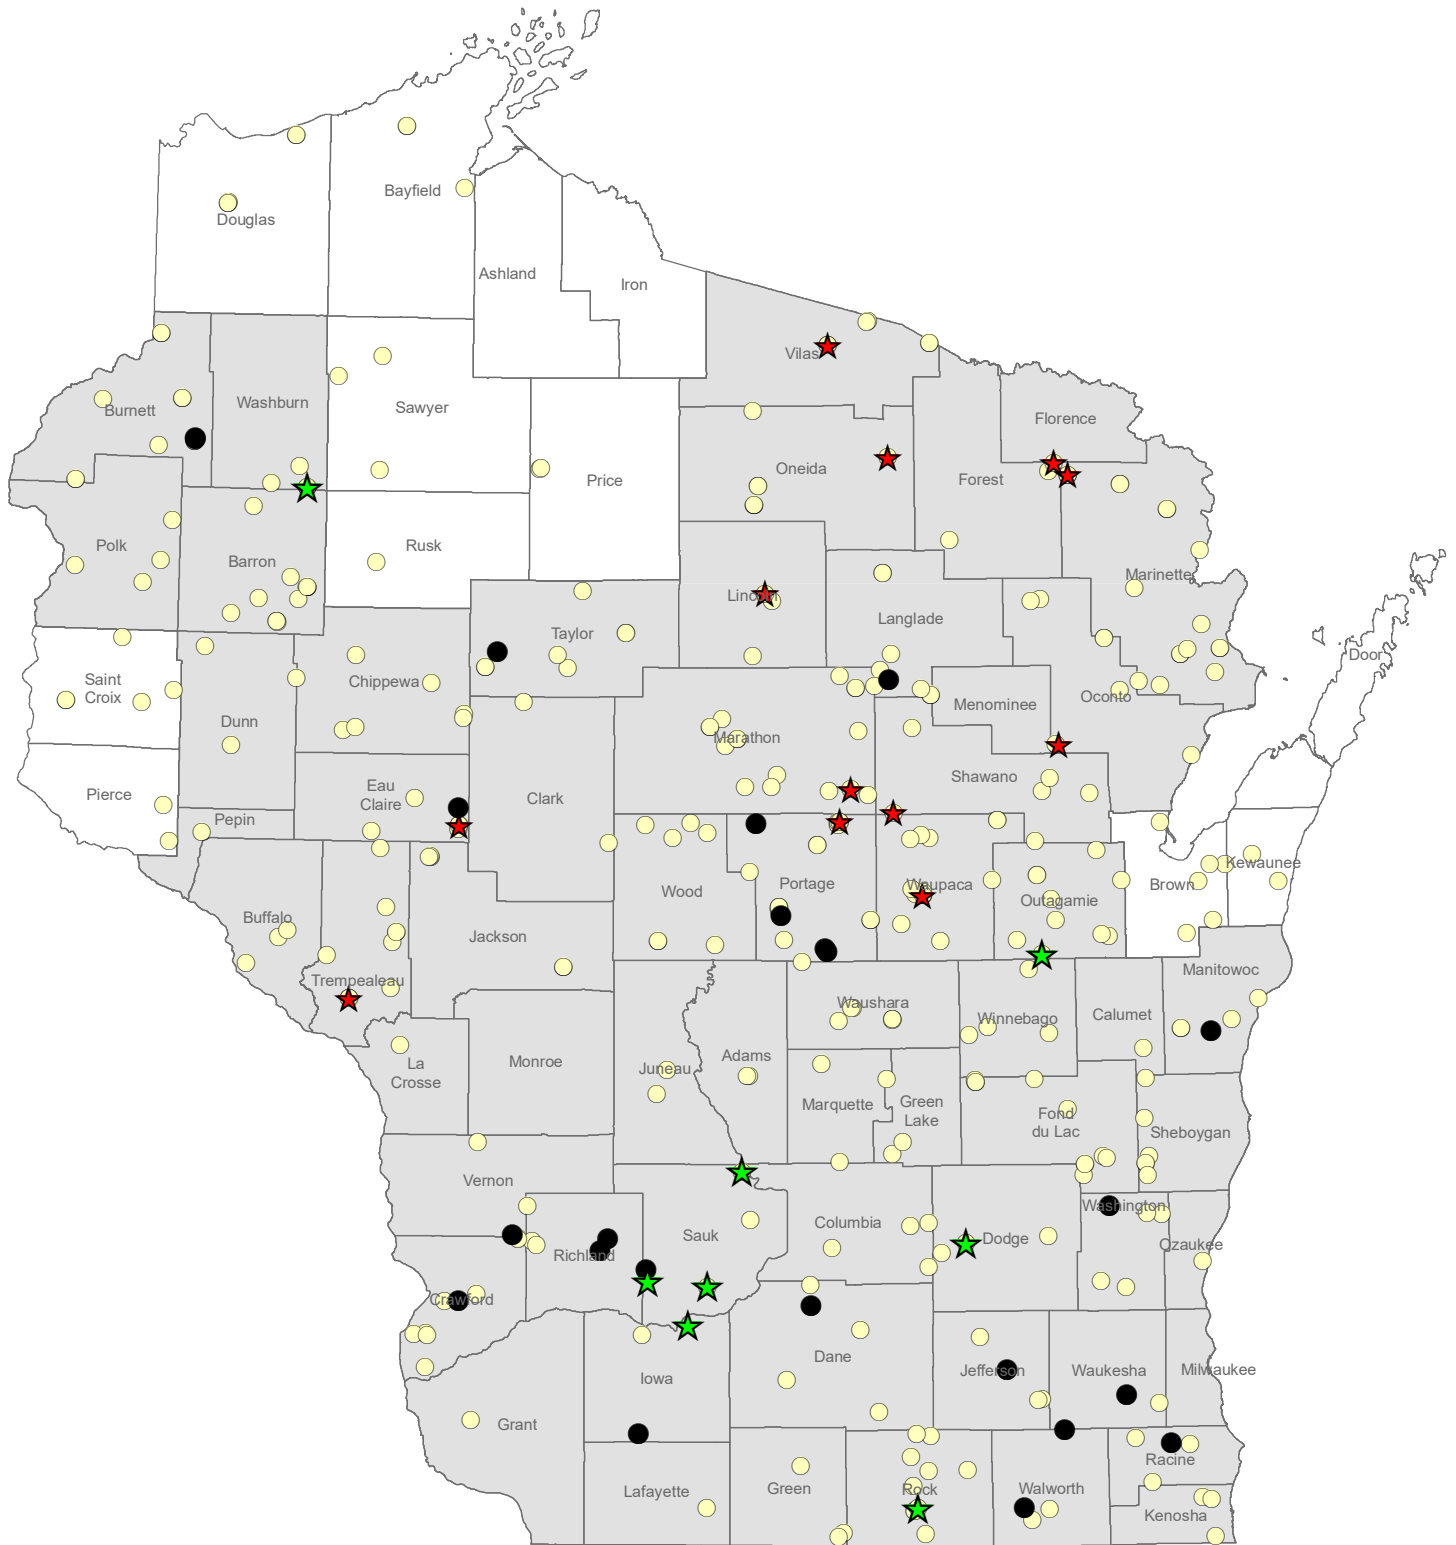 Bayfield
Douglas
Ashland
Iron
Vilas
Burnett
Washburn
Sawyer
Florence
Oneida
Price
Forest
Polk
Rusk
Barron
Marinette
Lincoln
Langlade
Taylor
Door
Saint
Croix
Chippewa
Menominee
Oconto
Dunn
Marathon
Shawano
Pierce
Eau
Claire
Clark
Pepin
Kewaunee
Wood
Portage
Waupaca
Brown
Outagamie
Buffalo
Jackson
Manitowoc
Trempealeau
Waushara
Winnebago
Calumet
Monroe
Adams
Juneau
La
Crosse
Marquette
Green
Lake
Fond
du Lac
Sheboygan
Vernon
Washington
Columbia
Sauk
Dodge
Ozaukee
Richland
Crawford
Dane
Jefferson
Waukesha
Milwaukee
Iowa
Grant
Racine
Lafayette
Green
Rock
Walworth
Kenosha